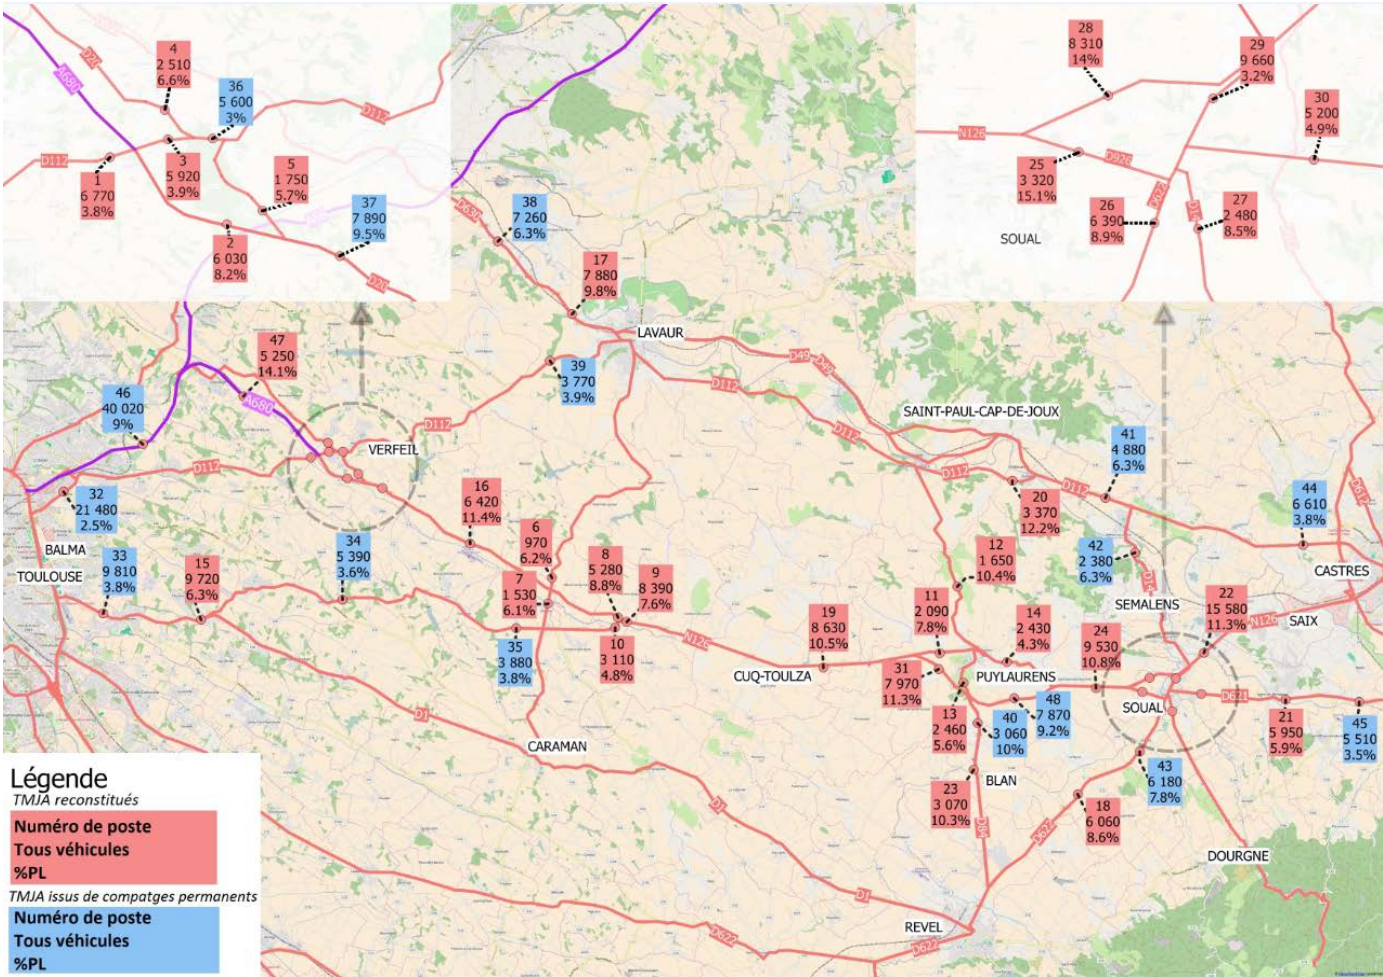 4
2 510
6.6%
D20
A680
36
5 600
3%
D112
D112
3
5 920
3.9%
5
1 750
5.7%
1
6 770
3.8%
37
7 890
9.5%
2
6 030
8.2%
D20
D630
38
7 260
6.3%
17
7 880
9.8%
28
8 310
14%
29
9 660
3.2%
30
5 200
4.9%
N126
D926
25
3 320
15.1%
26
6 390
8.9%
D622
D14
27
2 480
8.5%
SOUAL
LAVAUR
D49
D49
D112
39
3 770
3.9%
47
5 250
14.1%
A680
46
40 020
9%
VERFEIL
D112
D112
32
21 480
2.5%
BALMA
TOULOUSE
33
9 810
3.8%
15
9 720
6.3%
34
5 390
3.6%
16
6 420
11.4%
6
970
6.2%
7
1 530
6.1%
8
5 280
8.8%
9
8 390
7.6%
35
3 880
3.8%
10
3 110
4.8%
N126
SAINT-PAUL-CAP-DE-JOUX
D112
D112
D112
20
3 370
12.2%
41
4 880
6.3%
44
6 610
3.8%
D612
CASTRES
12
1 650
10.4%
42
2 380
6.3%
D14
SEMALENS
22
15 580
11.3%
SAIX
N126
11
2 090
7.8%
14
2 430
4.3%
19
8 630
10.5%
CUQ-TOULZA
31
7 970
11.3%
PUYLAURENS
24
9 530
10.8%
SOUAL
D621
13
2 460
5.6%
40
3 060
10%
48
7 870
9.2%
21
5 950
5.9%
45
5 510
3.5%
D1
CARAMAN
BLAN
43
6 180
7.8%
23
3 070
10.3%
D84
18
6 060
8.6%
D622
D1
DOURGNE
D1
REVEL
D622
D622
Légende
TMJA reconstitués
Numéro de poste
Tous véhicules
%PL
TMJA issus de compatges permanents
Numéro de poste
Tous véhicules
%PL